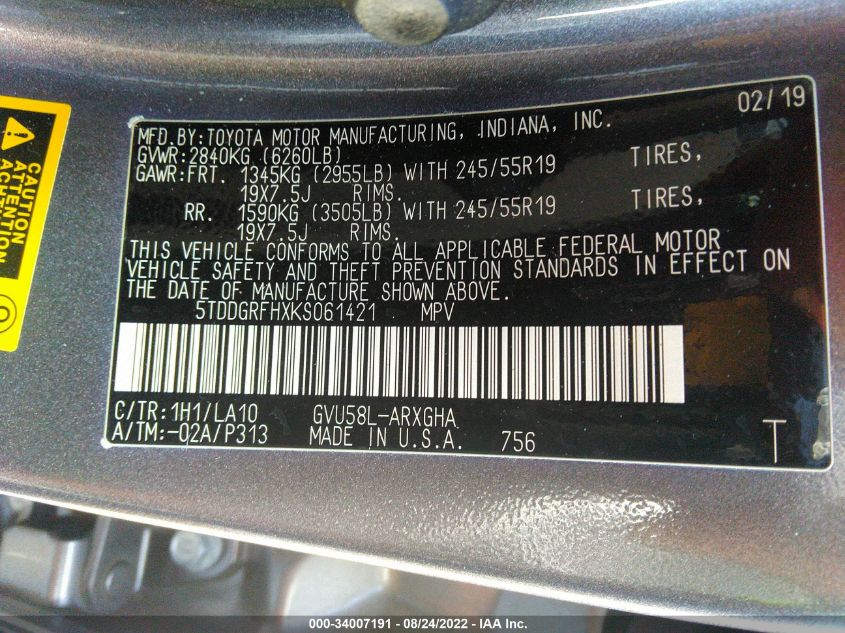 CAUTION
ATTENTION
ACHTUNG
02/19
MFD.BY:TOYOTA MOTOR MANUFACTURING, INDIANA, INC.
GVWR:2840KG (6260LB)
GAWR:FRT. 1345KG (2955LB) WITH 245/55R19 TIRES,
19X7.5J RIMS.
RR. 1590KG (3505LB) WITH 245/55R19 TIRES,
19X7.5J RIMS.
THIS VEHICLE CONFORMS TO ALL APPLICABLE FEDERAL MOTOR
VEHICLE SAFETY AND THEFT PREVENTION STANDARDS IN EFFECT ON
THE DATE OF MANUFACTURE SHOWN ABOVE.
5TDDGRFHXKS061421 MPV
C/TR:1H1/LA10 GVU58L-ARXGHA
A/TM:-02A/P313 MADE IN U.S.A. 756 T
000-34007191 - 08/24/2022 - IAA Inc.